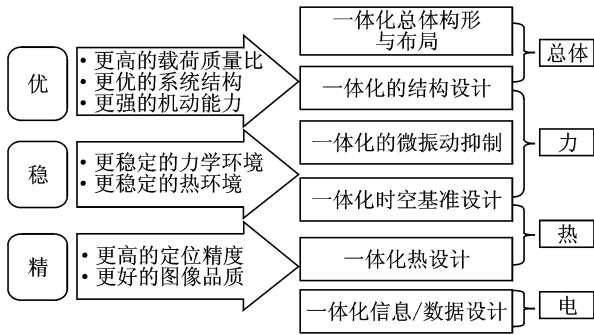 优
• 更高的载荷质量比
• 更优的系统结构
• 更强的机动能力
稳
• 更稳定的力学环境
• 更稳定的热环境
精
• 更高的定位精度
• 更好的图像品质
一体化总体构形
与布局
一体化的结构设计
一体化的微振动抑制
一体化时空基准设计
一体化热设计
一体化信息/数据设计
总体
力
热
电